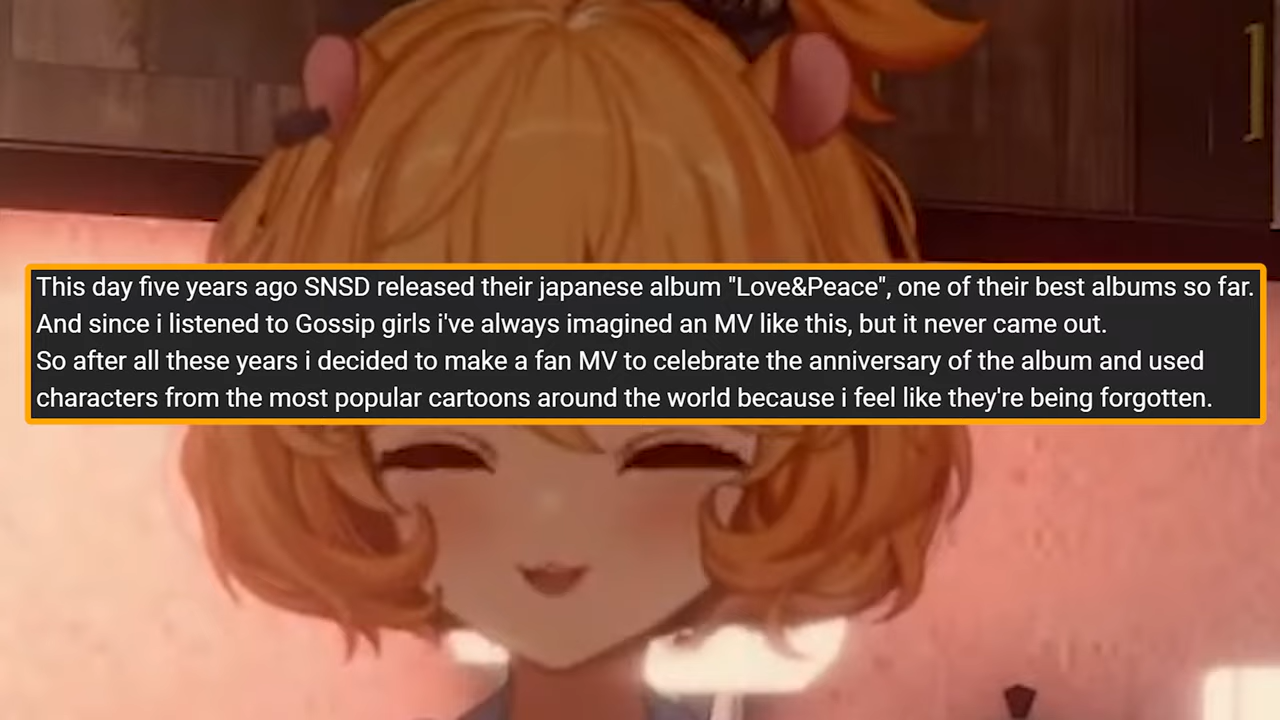 This day five years ago SNSD released their japanese album "Love&Peace", one of their best albums so far.
And since i listened to Gossip girls i've always imagined an MV like this, but it never came out.
So after all these years i decided to make a fan MV to celebrate the anniversary of the album and used
characters from the most popular cartoons around the world because i feel like they're being forgotten.